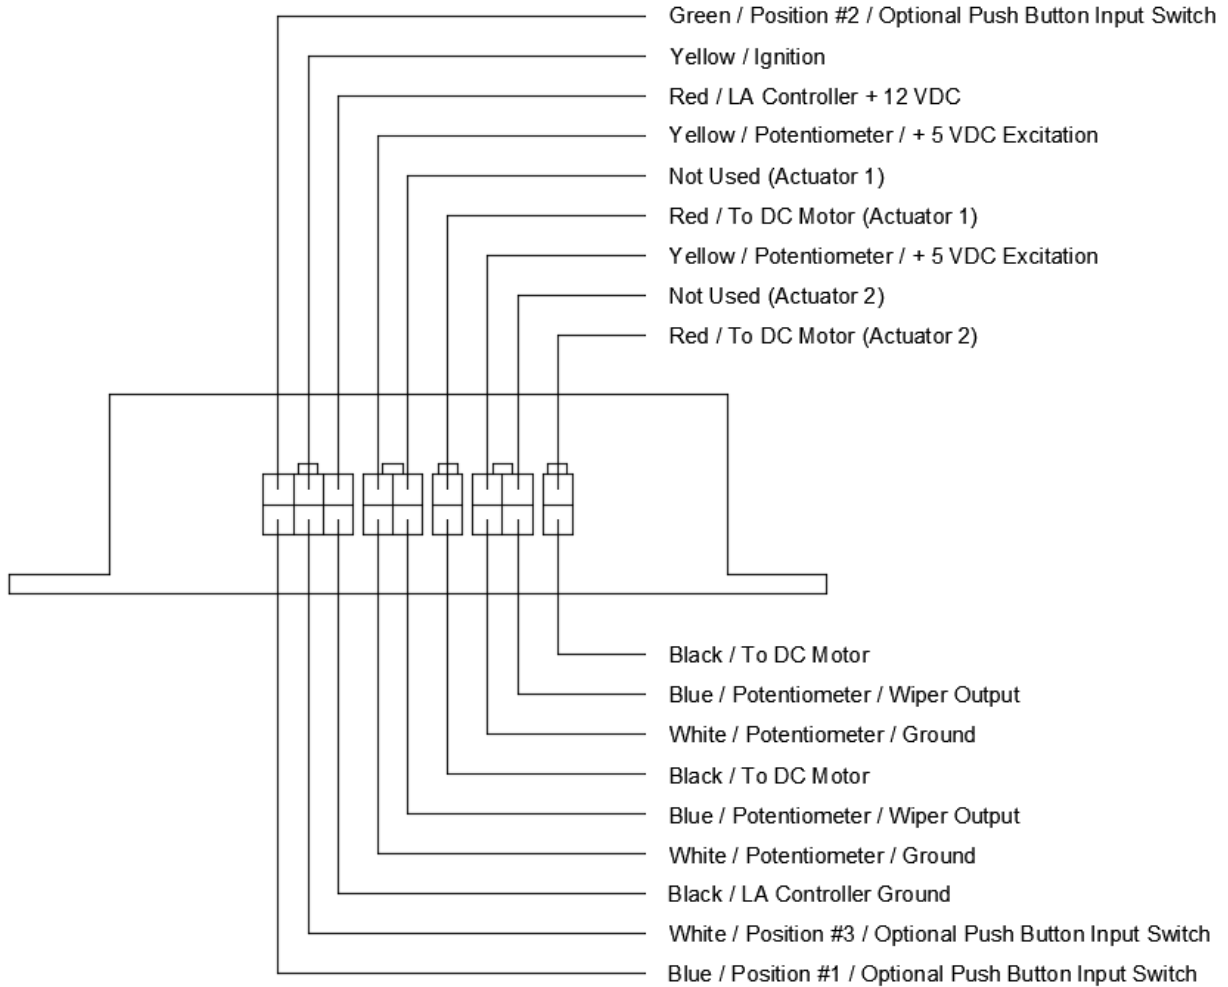 Green / Position #2 / Optional Push Button Input Switch
Yellow / Ignition
Red / LA Controller + 12 VDC
Yellow / Potentiometer / + 5 VDC Excitation
Not Used (Actuator 1)
Red / To DC Motor (Actuator 1)
Yellow / Potentiometer / + 5 VDC Excitation
Not Used (Actuator 2)
Red / To DC Motor (Actuator 2)
Black / To DC Motor
Blue / Potentiometer / Wiper Output
White / Potentiometer / Ground
Black / To DC Motor
Blue / Potentiometer / Wiper Output
White / Potentiometer / Ground
Black / LA Controller Ground
White / Position #3 / Optional Push Button Input Switch
Blue / Position #1 / Optional Push Button Input Switch